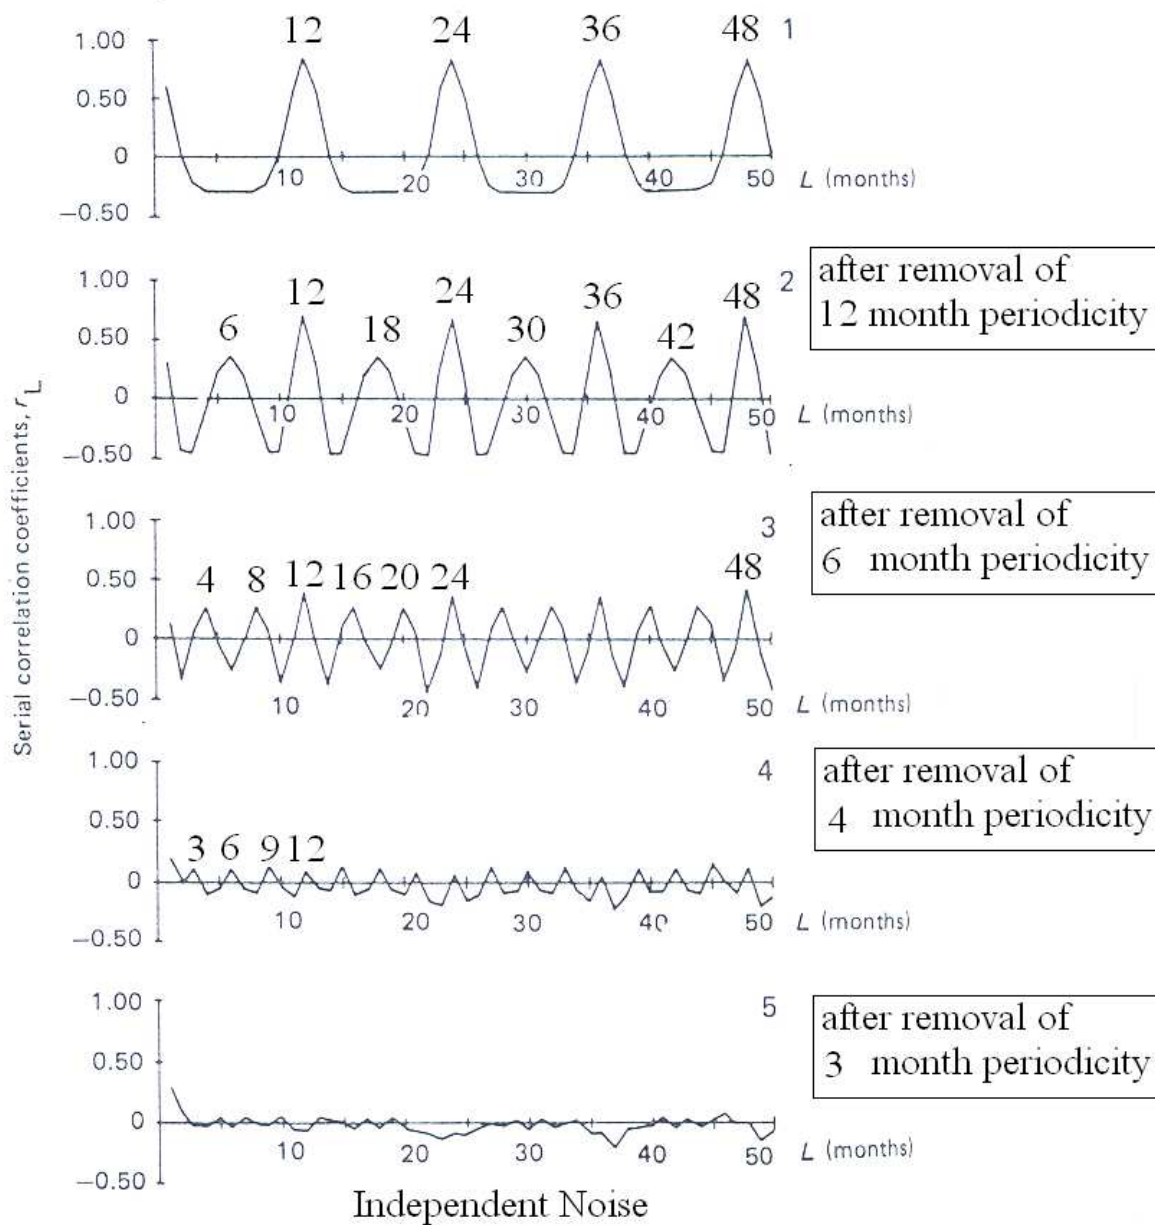 Serial correlation coefficients, r_L
12 24 36 48 1
1.00
0.50
0
10 20 30 40 50 L (months)
−0.50
after removal of
12 month periodicity
12 24 36 48 2
1.00
6 18 30 42
0.50
0
10 20 30 40 50 L (months)
−0.50
after removal of
6 month periodicity
3
1.00
4 8 12 16 20 24 48
0.50
0
−0.50
10 20 30 40 50 L (months)
after removal of
4 month periodicity
4
1.00
0.50
3 6 9 12
0
10 20 30 40 50 L (months)
−0.50
after removal of
3 month periodicity
5
1.00
0.50
0
10 20 30 40 50 L (months)
−0.50
Independent Noise